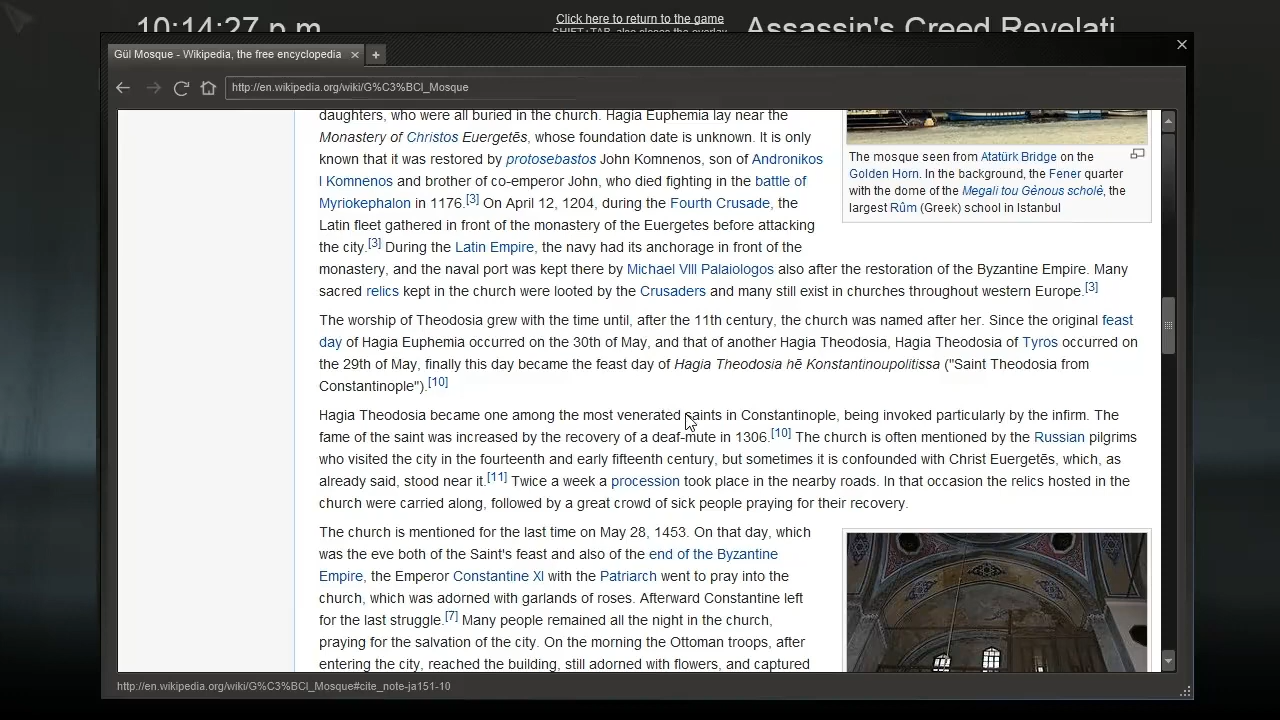 10:14:27 p.m
Click here to return to the game
SHIFT+TAB also closes the overlay
Assassin's Creed Revelati
Gül Mosque - Wikipedia, the free encyclopedia
http://en.wikipedia.org/wiki/G%C3%BCl_Mosque
daughters, who were all buried in the church. Hagia Euphemia lay near the
Monastery of Christos Euergetēs, whose foundation date is unknown. It is only
known that it was restored by protosebastos John Komnenos, son of Andronikos
I Komnenos and brother of co-emperor John, who died fighting in the battle of
Myriokephalon in 1176.[3] On April 12, 1204, during the Fourth Crusade, the
Latin fleet gathered in front of the monastery of the Euergetes before attacking
the city.[3] During the Latin Empire, the navy had its anchorage in front of the
monastery, and the naval port was kept there by Michael VIII Palaiologos also after the restoration of the Byzantine Empire. Many
sacred relics kept in the church were looted by the Crusaders and many still exist in churches throughout western Europe.[3]
The mosque seen from Atatürk Bridge on the
Golden Horn. In the background, the Fener quarter
with the dome of the Megali tou Génous scholē, the
largest Rûm (Greek) school in Istanbul
The worship of Theodosia grew with the time until, after the 11th century, the church was named after her. Since the original feast
day of Hagia Euphemia occurred on the 30th of May, and that of another Hagia Theodosia, Hagia Theodosia of Tyros occurred on
the 29th of May, finally this day became the feast day of Hagia Theodosia hē Konstantinoupolitissa ("Saint Theodosia from
Constantinople").[10]
Hagia Theodosia became one among the most venerated saints in Constantinople, being invoked particularly by the infirm. The
fame of the saint was increased by the recovery of a deaf-mute in 1306.[10] The church is often mentioned by the Russian pilgrims
who visited the city in the fourteenth and early fifteenth century, but sometimes it is confounded with Christ Euergetēs, which, as
already said, stood near it.[11] Twice a week a procession took place in the nearby roads. In that occasion the relics hosted in the
church were carried along, followed by a great crowd of sick people praying for their recovery.
The church is mentioned for the last time on May 28, 1453. On that day, which
was the eve both of the Saint's feast and also of the end of the Byzantine
Empire, the Emperor Constantine XI with the Patriarch went to pray into the
church, which was adorned with garlands of roses. Afterward Constantine left
for the last struggle.[7] Many people remained all the night in the church,
praying for the salvation of the city. On the morning the Ottoman troops, after
entering the city, reached the building, still adorned with flowers, and captured
http://en.wikipedia.org/wiki/G%C3%BCl_Mosque#cite_note-ja151-10